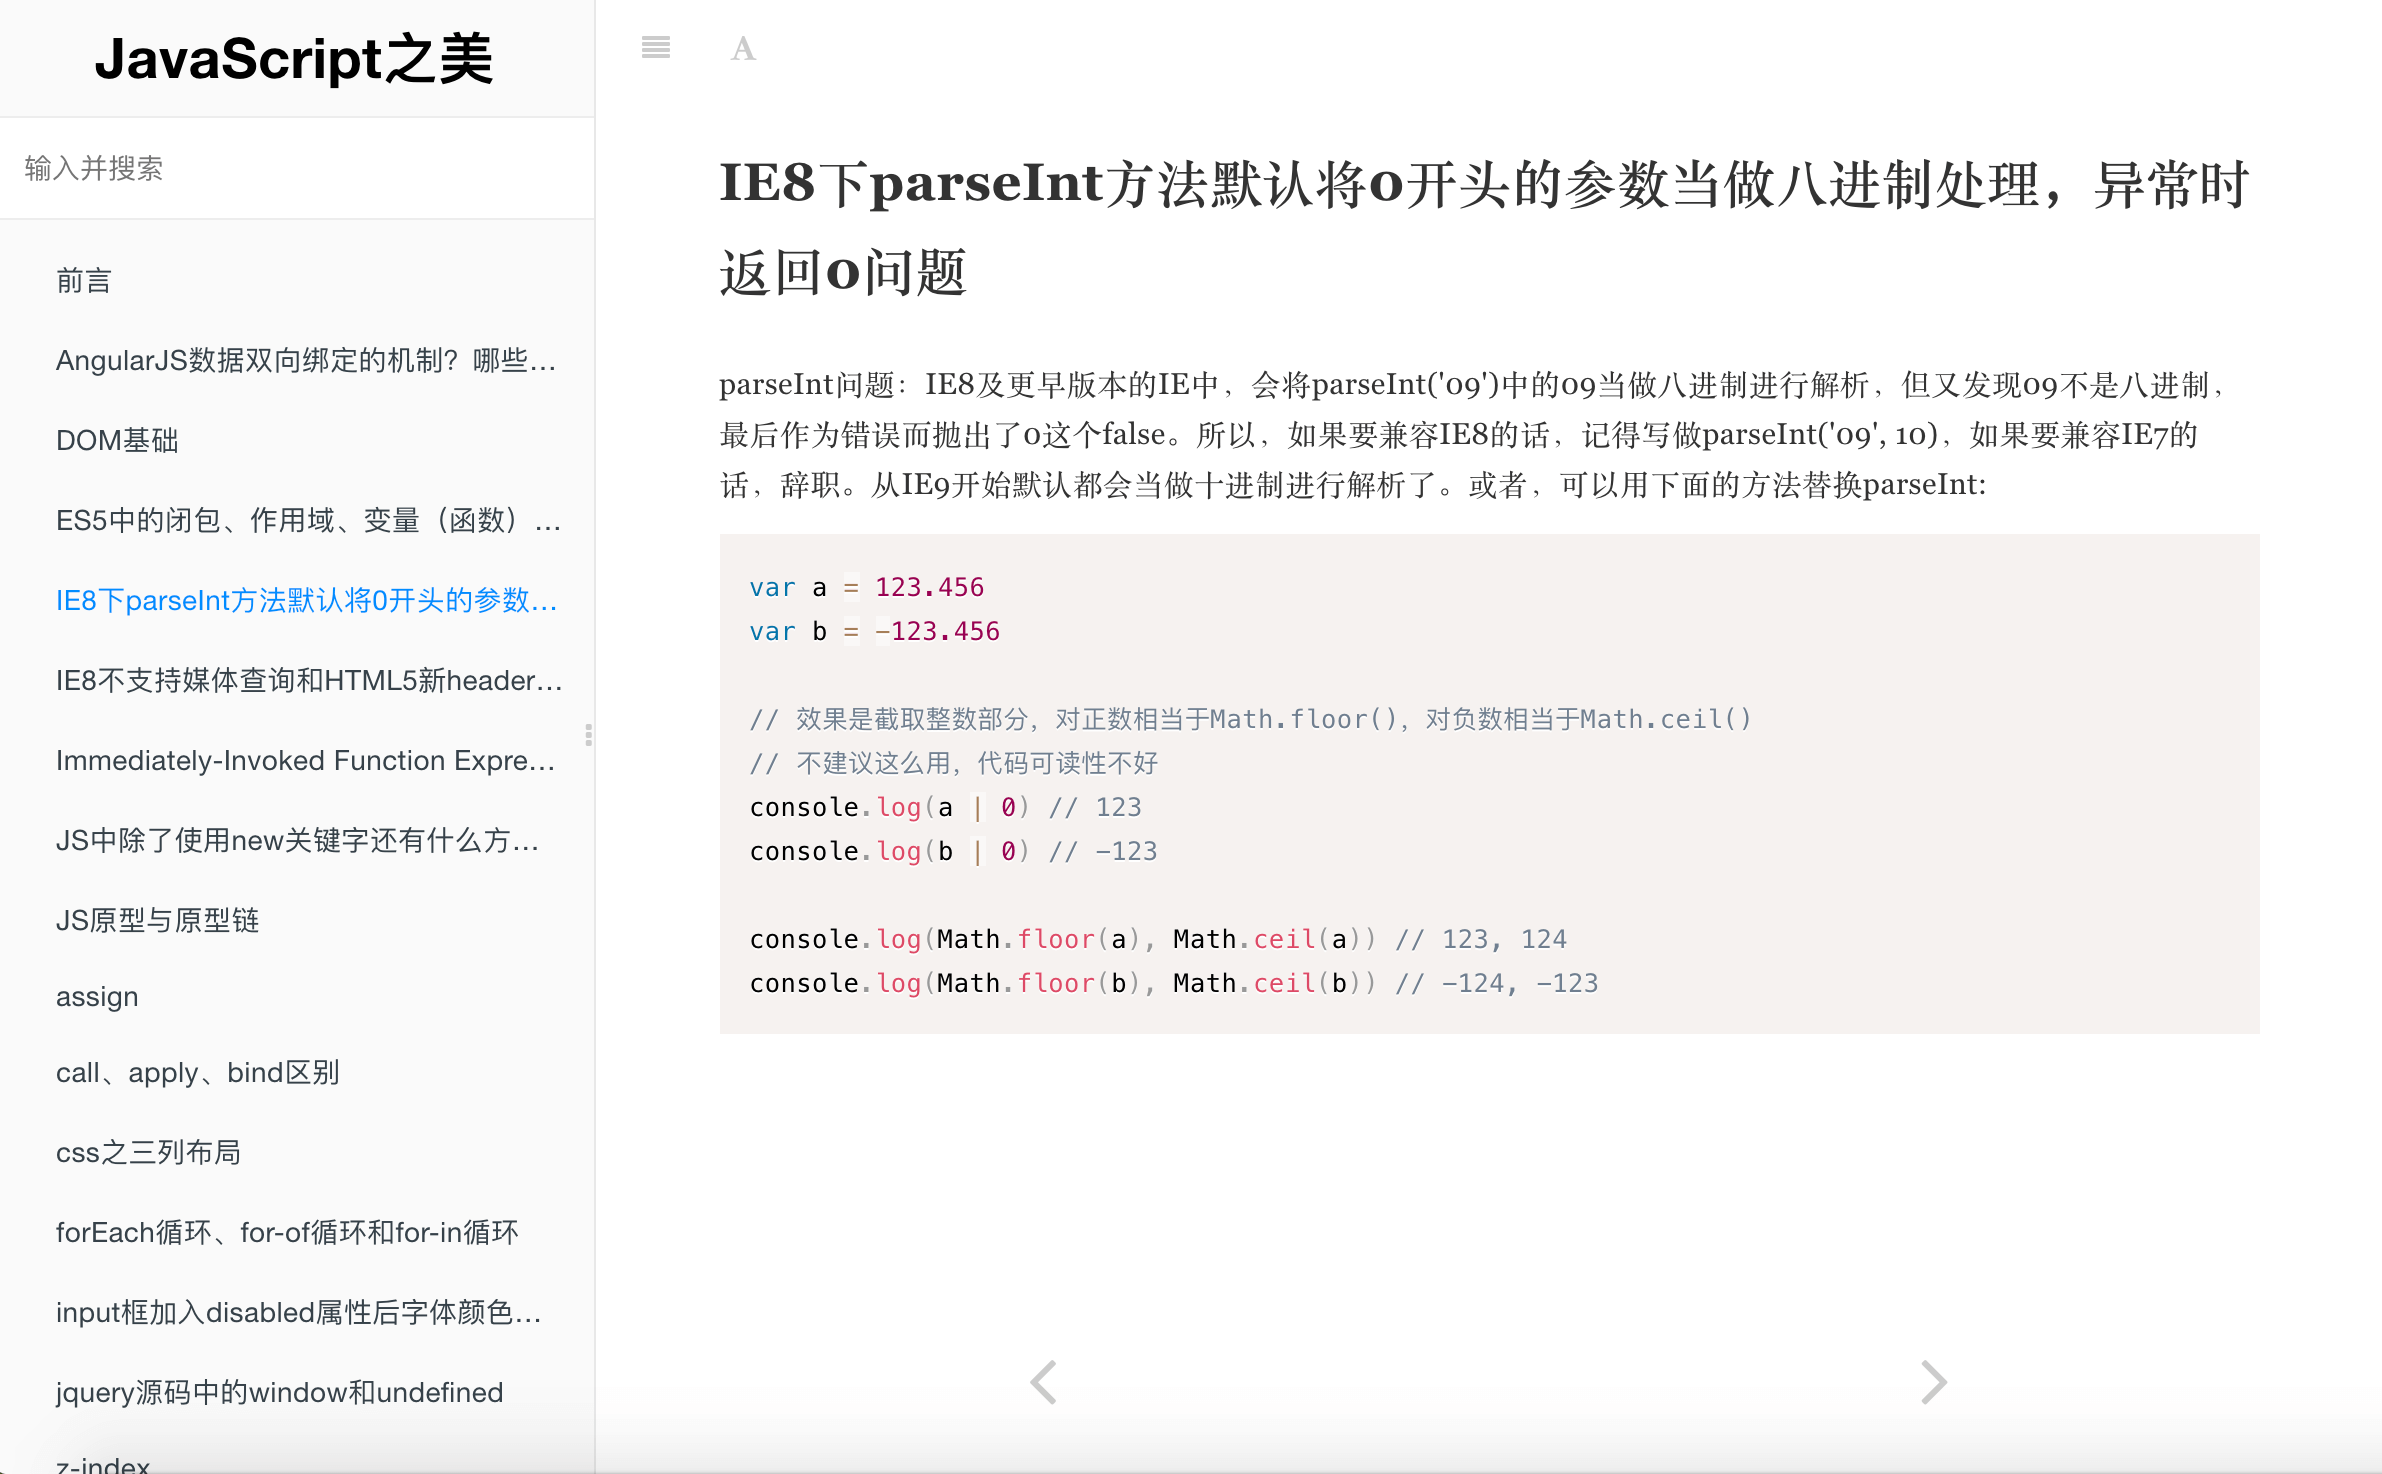 JavaScript之美
输入并搜索
前言
AngularJS数据双向绑定的机制？哪些...
DOM基础
ES5中的闭包、作用域、变量（函数）...
IE8下parseInt方法默认将0开头的参数...
IE8不支持媒体查询和HTML5新header...
Immediately-Invoked Function Expre...
JS中除了使用new关键字还有什么方...
JS原型与原型链
assign
call、apply、bind区别
css之三列布局
forEach循环、for-of循环和for-in循环
input框加入disabled属性后字体颜色...
jquery源码中的window和undefined
z-index
A
IE8下parseInt方法默认将0开头的参数当做八进制处理，异常时
返回0问题
parseInt问题：IE8及更早版本的IE中，会将parseInt('09')中的09当做八进制进行解析，但又发现09不是八进制，
最后作为错误而抛出了0这个false。所以，如果要兼容IE8的话，记得写做parseInt('09', 10)，如果要兼容IE7的
话，辞职。从IE9开始默认都会当做十进制进行解析了。或者，可以用下面的方法替换parseInt:
var a = 123.456
var b = -123.456
// 效果是截取整数部分，对正数相当于Math.floor()，对负数相当于Math.ceil()
// 不建议这么用，代码可读性不好
console.log(a | 0) // 123
console.log(b | 0) // -123
console.log(Math.floor(a), Math.ceil(a)) // 123, 124
console.log(Math.floor(b), Math.ceil(b)) // -124, -123